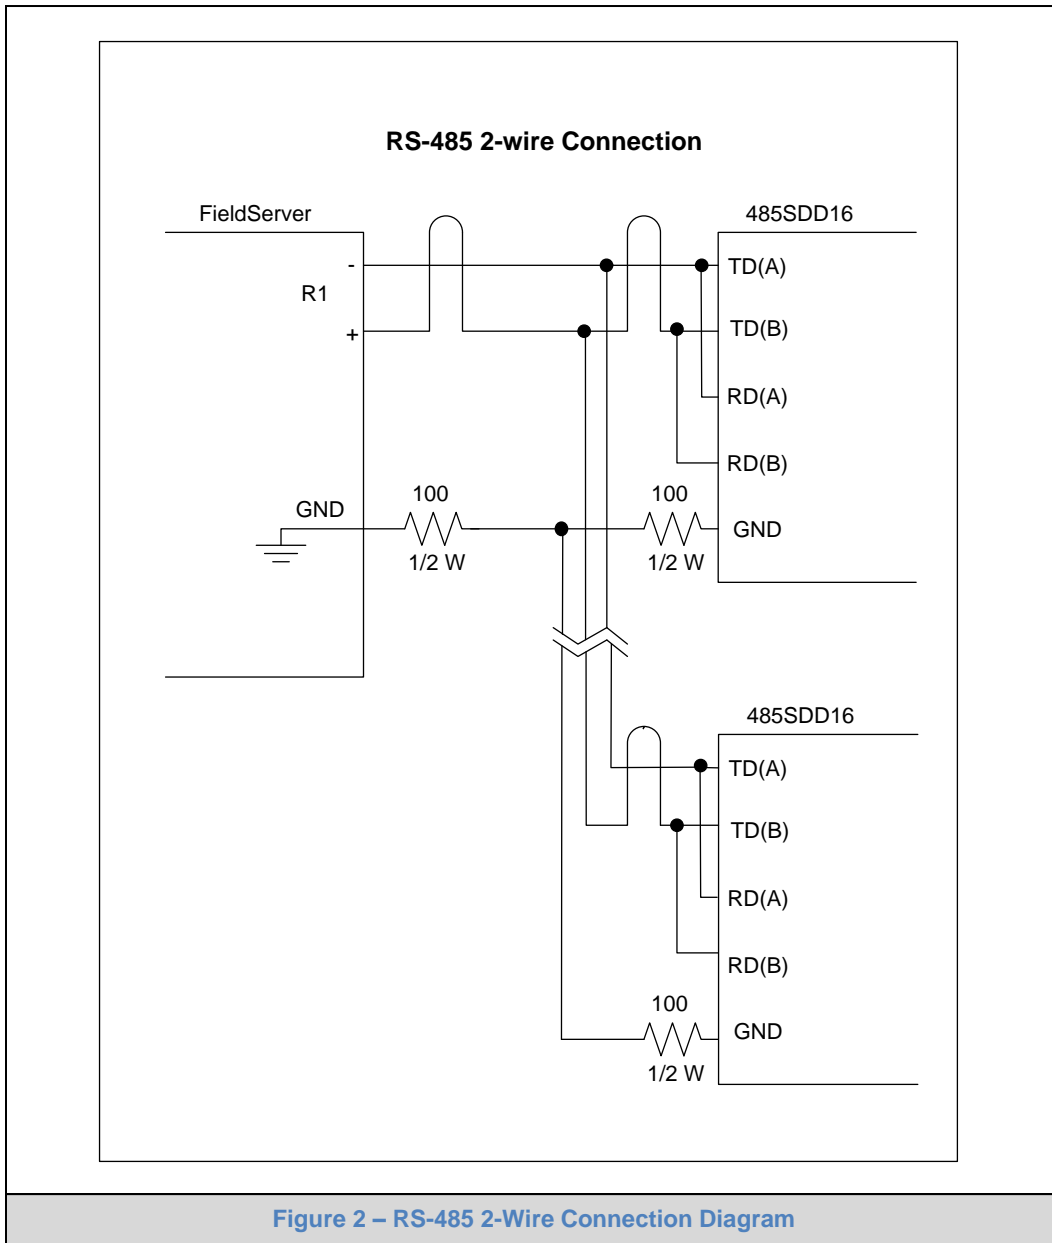 RS-485 2-wire Connection
FieldServer
485SDD16
-
R1
+
TD(A)
TD(B)
RD(A)
RD(B)
GND
100
1/2 W
100
1/2 W
GND
485SDD16
TD(A)
TD(B)
RD(A)
RD(B)
100
1/2 W
GND
Figure 2 – RS-485 2-Wire Connection Diagram